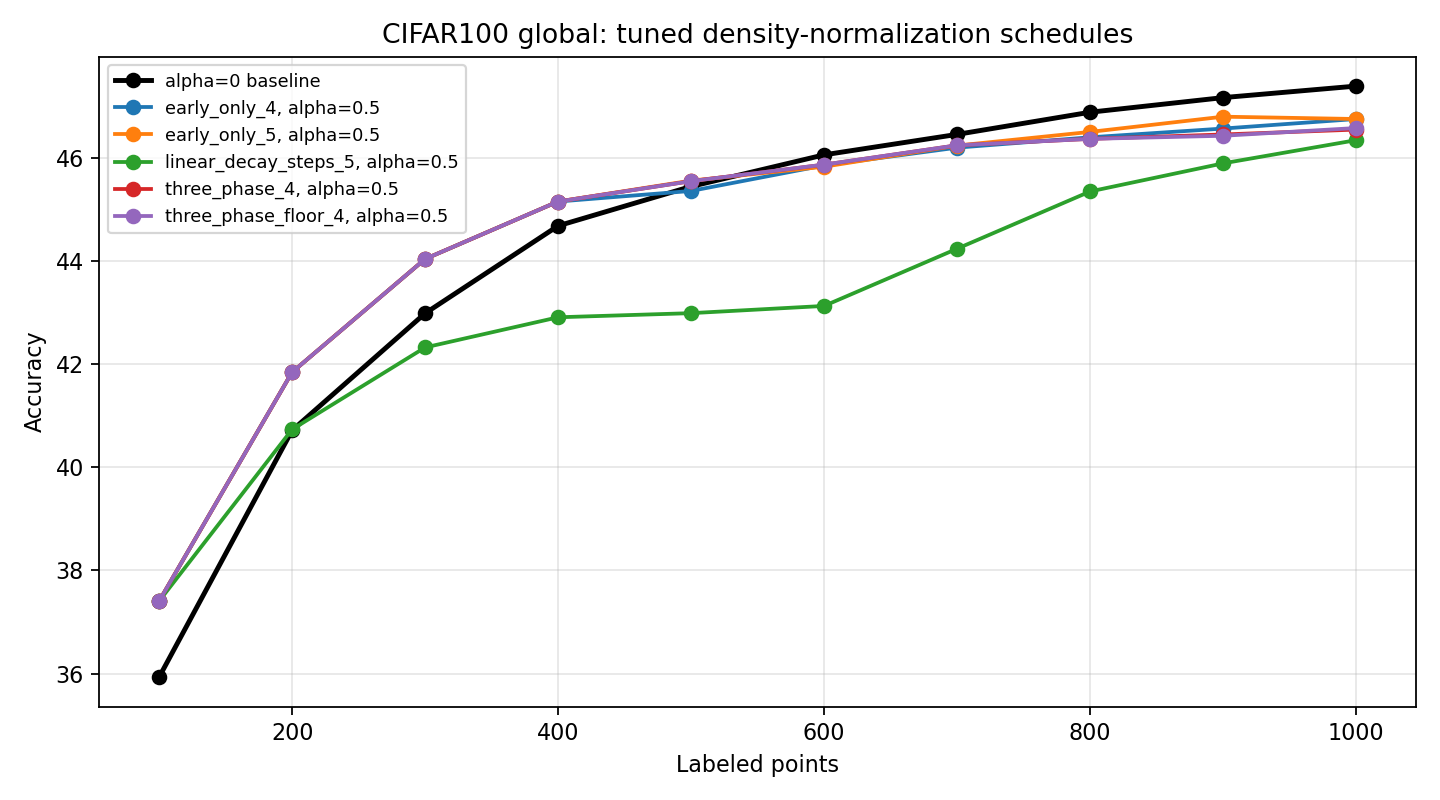 CIFAR100 global: tuned density-normalization schedules
alpha=0 baseline
early_only_4, alpha=0.5
early_only_5, alpha=0.5
linear_decay_steps_5, alpha=0.5
three_phase_4, alpha=0.5
three_phase_floor_4, alpha=0.5
Accuracy
46
44
42
40
38
36
200
400
600
800
1000
Labeled points